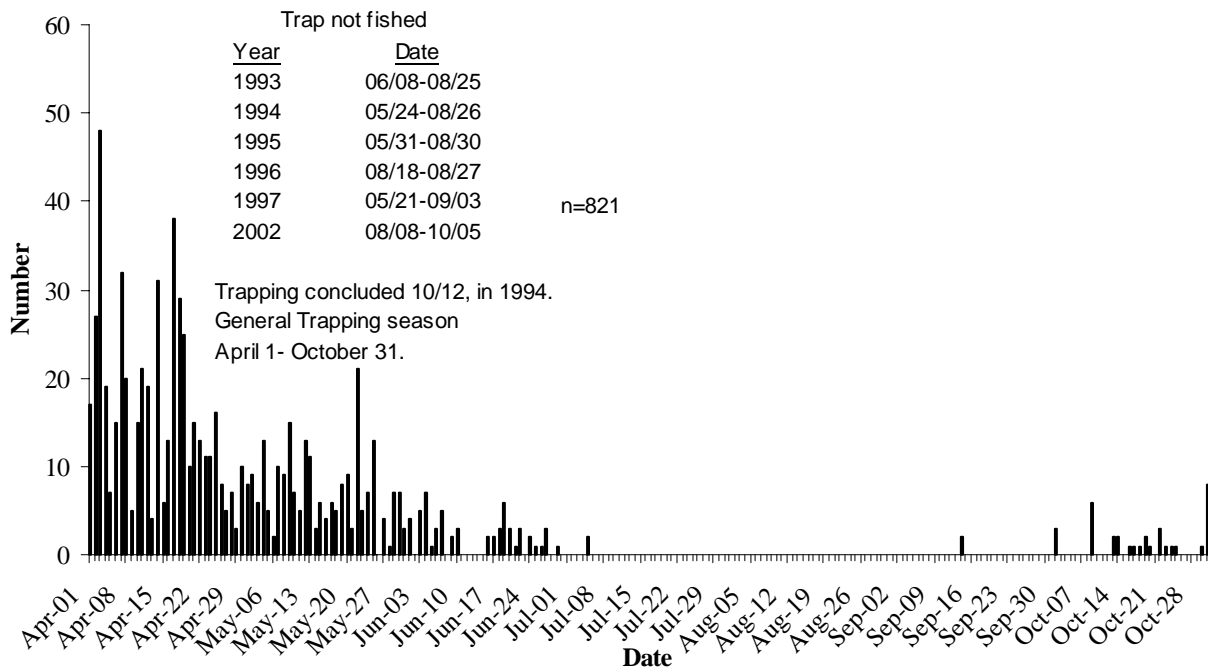 60
50
40
30
20
10
0
Number
Trap not fished
Year Date
1993 06/08-08/25
1994 05/24-08/26
1995 05/31-08/30
1996 08/18-08/27
1997 05/21-09/03
2002 08/08-10/05
n=821
Trapping concluded 10/12, in 1994.
General Trapping season
April 1- October 31.
Apr-01 Apr-08 Apr-15 Apr-22 Apr-29 May-06 May-13 May-20 May-27 Jun-03 Jun-10 Jun-17 Jun-24 Jul-01 Jul-08 Jul-15 Jul-22 Jul-29 Aug-05 Aug-12 Aug-19 Aug-26 Sep-02 Sep-09 Sep-16 Sep-23 Sep-30 Oct-07 Oct-14 Oct-21 Oct-28
Date